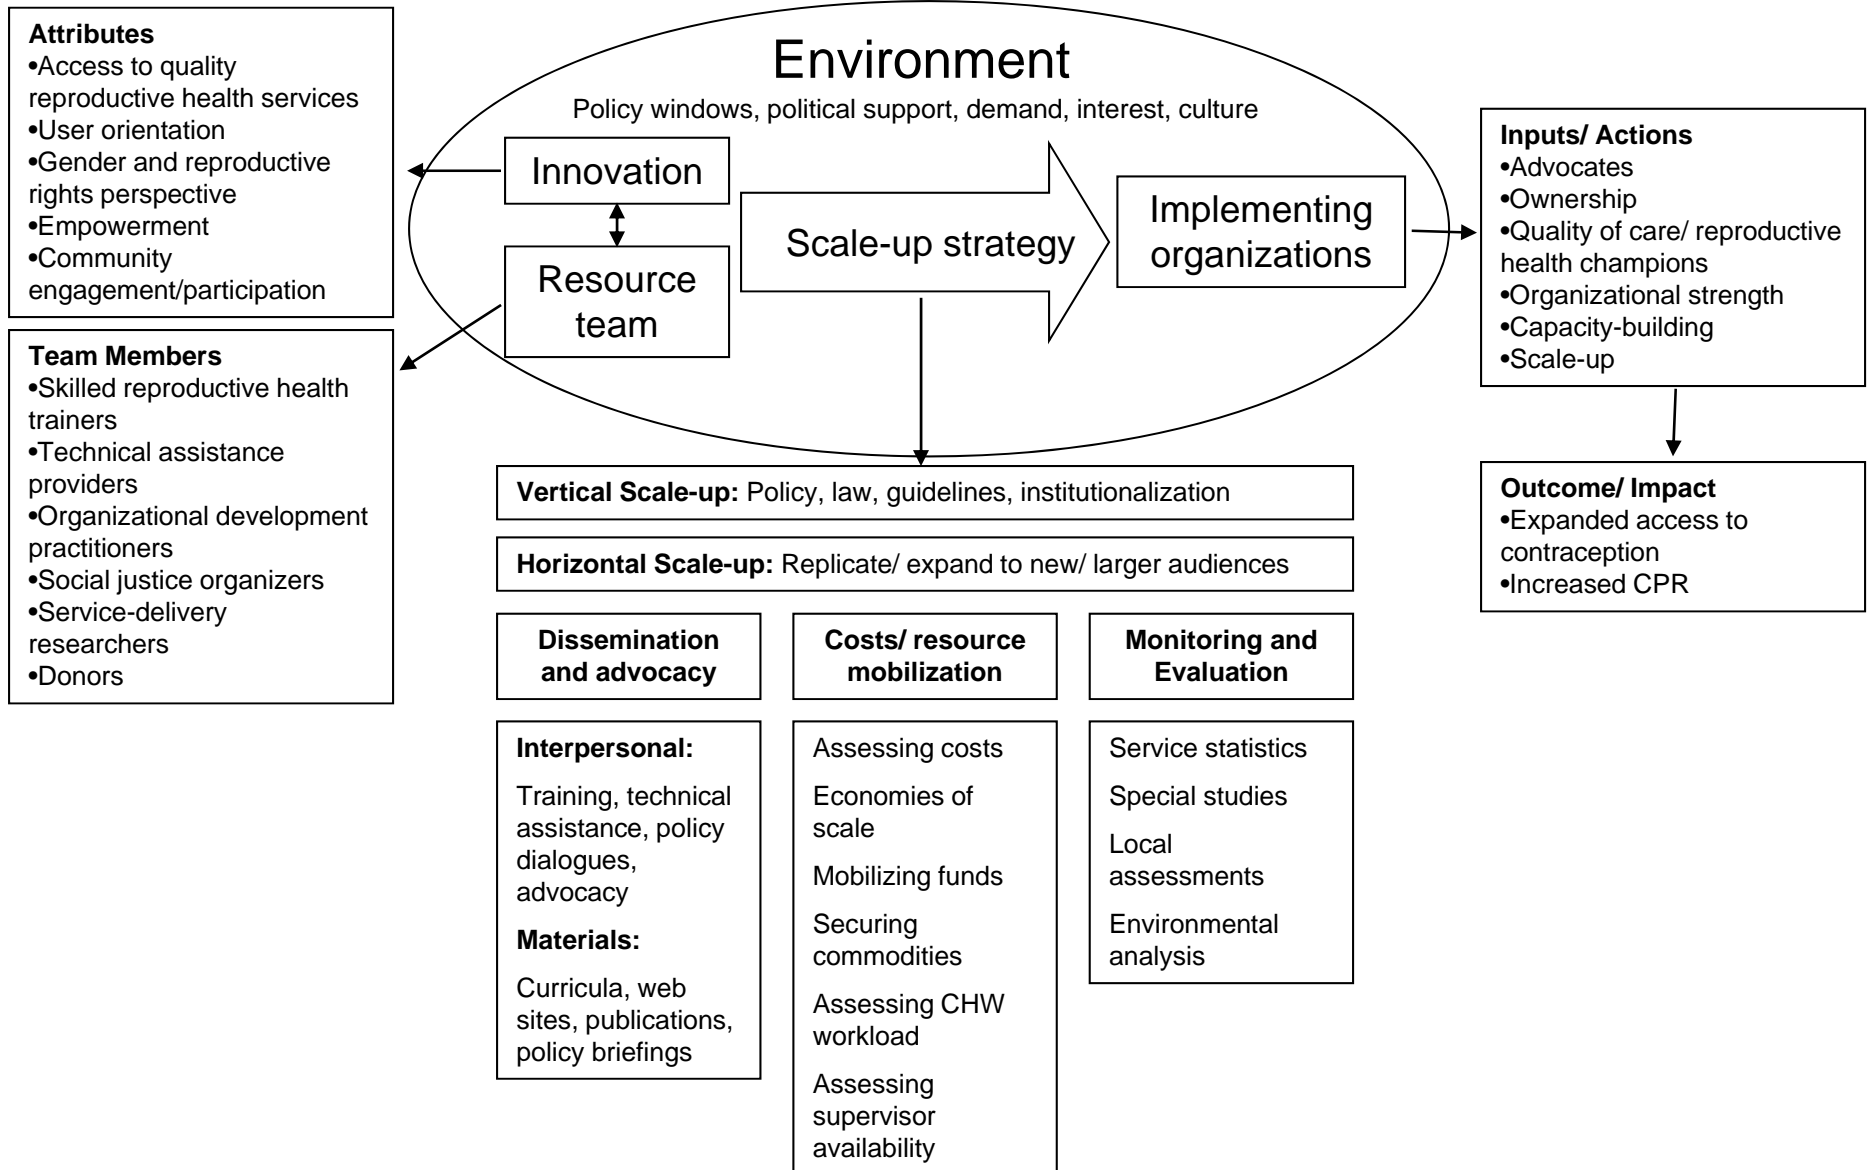 Attributes
•Access to quality
reproductive health services
•User orientation
•Gender and reproductive
rights perspective
•Empowerment
•Community
engagement/participation
Team Members
•Skilled reproductive health
trainers
•Technical assistance
providers
•Organizational development
practitioners
•Social justice organizers
•Service-delivery
researchers
•Donors
Environment
Policy windows, political support, demand, interest, culture
Innovation
Resource
team
Scale-up strategy
Implementing
organizations
Inputs/ Actions
•Advocates
•Ownership
•Quality of care/ reproductive
health champions
•Organizational strength
•Capacity-building
•Scale-up
Outcome/ Impact
•Expanded access to
contraception
•Increased CPR
Vertical Scale-up: Policy, law, guidelines, institutionalization
Horizontal Scale-up: Replicate/ expand to new/ larger audiences
Dissemination
and advocacy
Interpersonal:
Training, technical
assistance, policy
dialogues,
advocacy
Materials:
Curricula, web
sites, publications,
policy briefings
Costs/ resource
mobilization
Assessing costs
Economies of
scale
Mobilizing funds
Securing
commodities
Assessing CHW
workload
Assessing
supervisor
availability
Monitoring and
Evaluation
Service statistics
Special studies
Local
assessments
Environmental
analysis